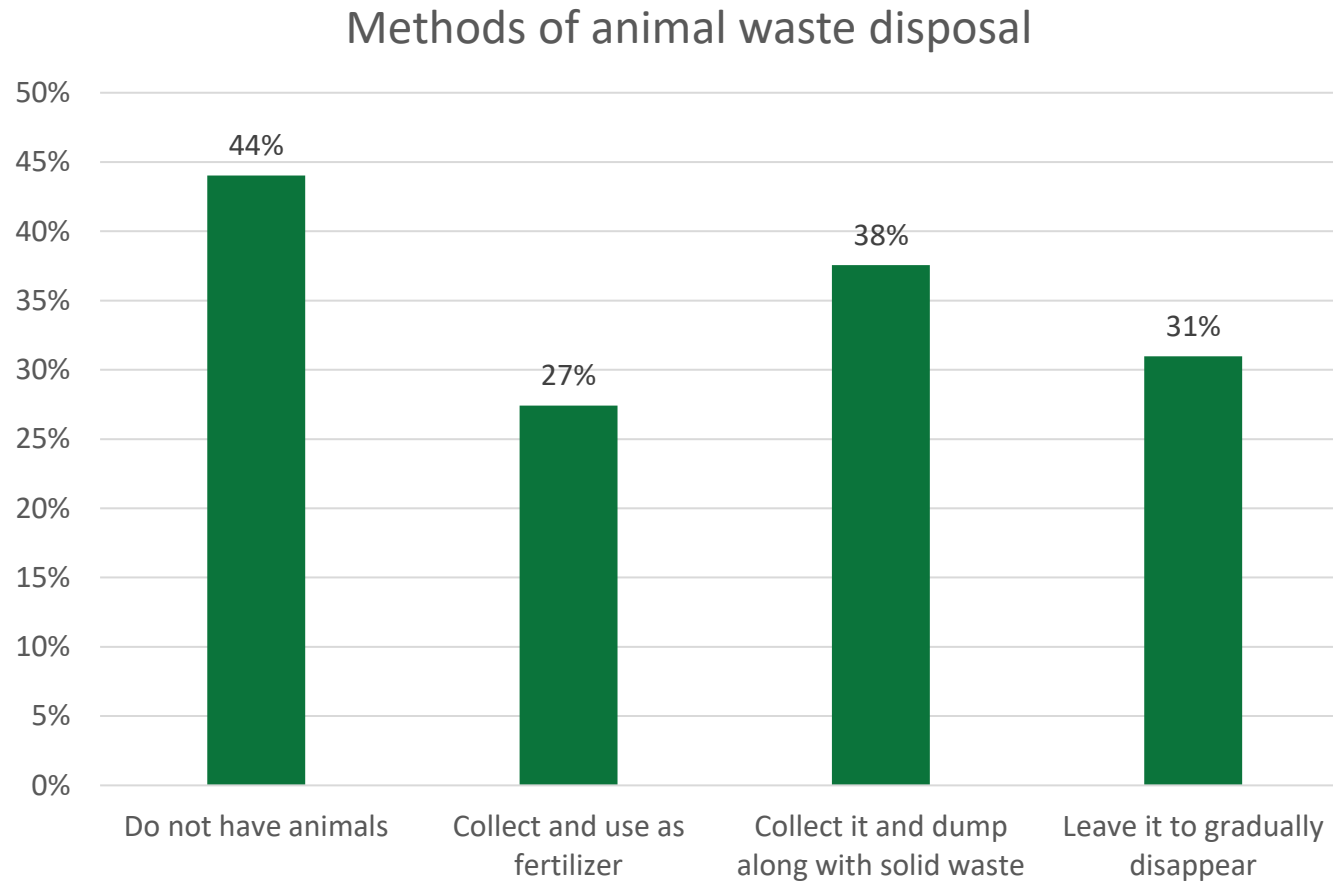 Methods of animal waste disposal
50%
45%
40%
35%
30%
25%
20%
15%
10%
5%
0%
44%
27%
38%
31%
Do not have animals
Collect and use as
fertilizer
Collect it and dump
along with solid waste
Leave it to gradually
disappear